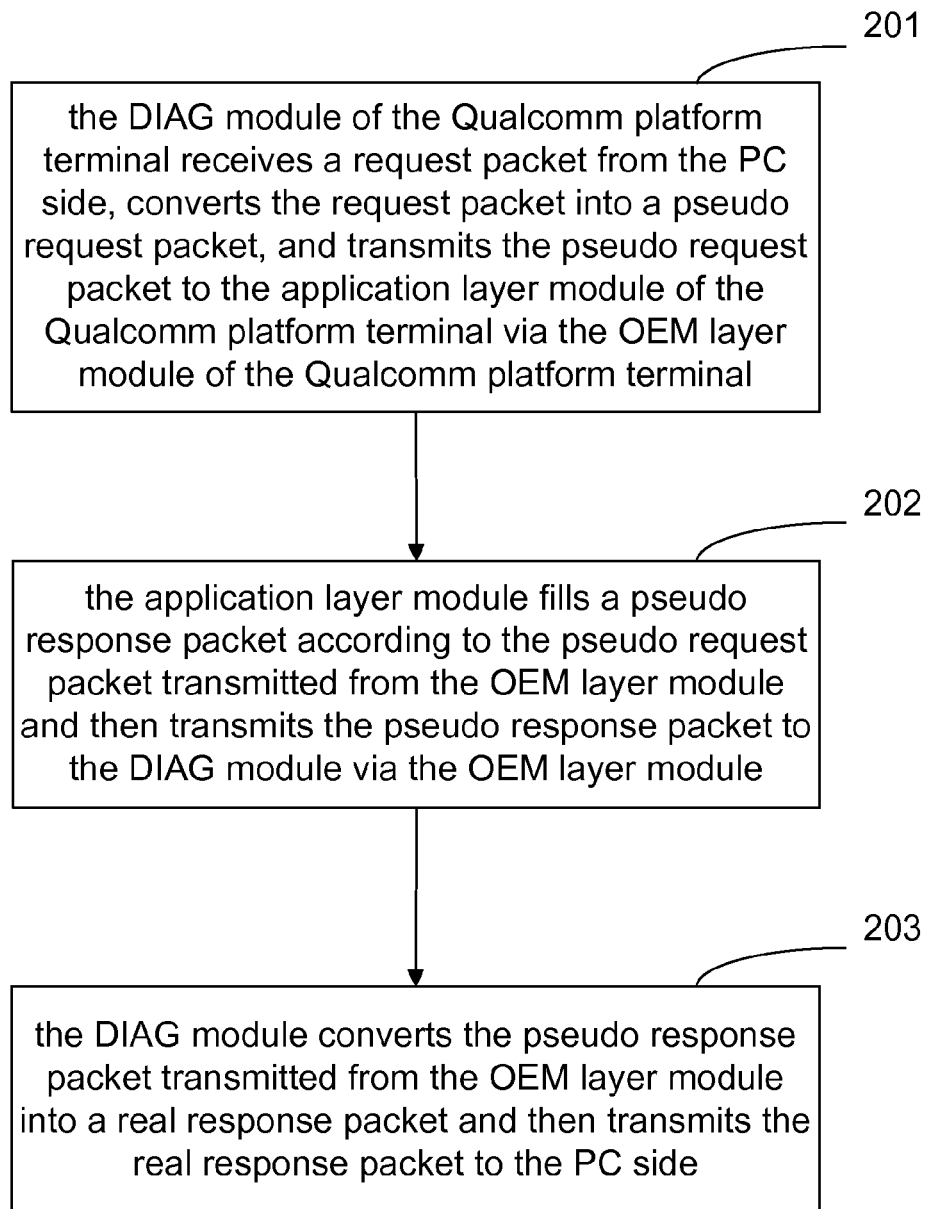 201
the DIAG module of the Qualcomm platform
terminal receives a request packet from the PC
side, converts the request packet into a pseudo
request packet, and transmits the pseudo request
packet to the application layer module of the
Qualcomm platform terminal via the OEM layer
module of the Qualcomm platform terminal
202
the application layer module fills a pseudo
response packet according to the pseudo request
packet transmitted from the OEM layer module
and then transmits the pseudo response packet to
the DIAG module via the OEM layer module
203
the DIAG module converts the pseudo response
packet transmitted from the OEM layer module
into a real response packet and then transmits the
real response packet to the PC side